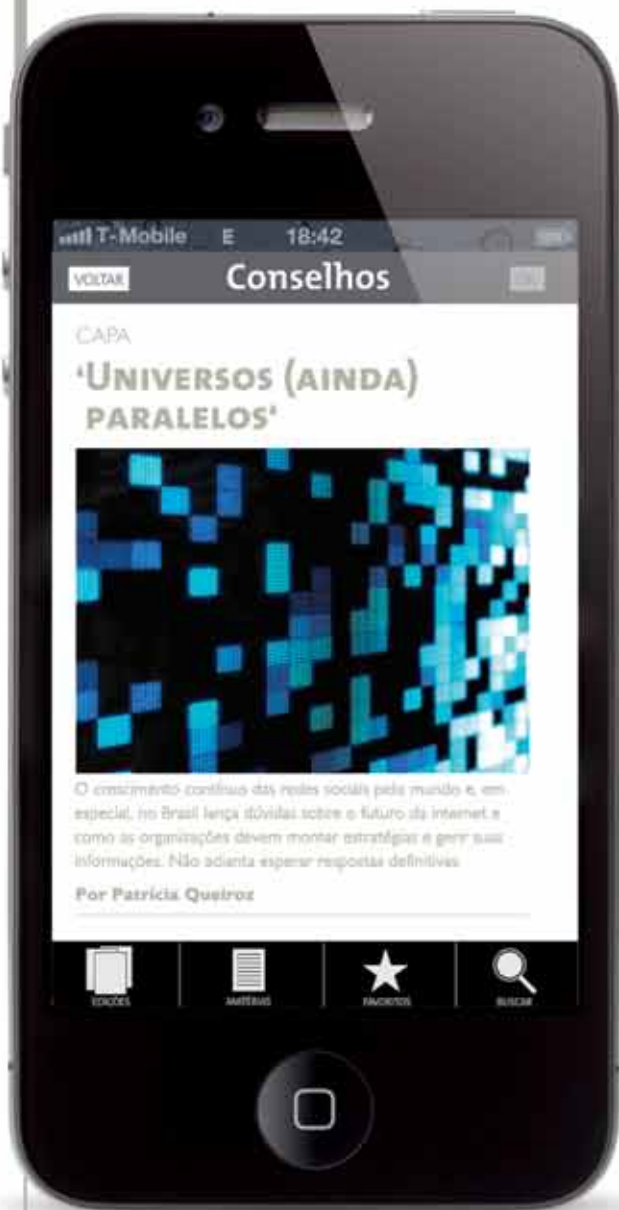 T-Mobile E 18:42
VOLTAR Conselhos
CAPA
‘UNIVERSOS (AINDA)
PARALELOS’
O crescimento contínuo das redes sociais pelo mundo e, em
especial, no Brasil lança dúvidas sobre o futuro da internet e
como as organizações devem montar estratégias e gerir suas
informações. Não adianta esperar respostas definitivas
Por Patrícia Queiroz
EDIÇÕES MATÉRIAS FAVORITOS BUSCAR